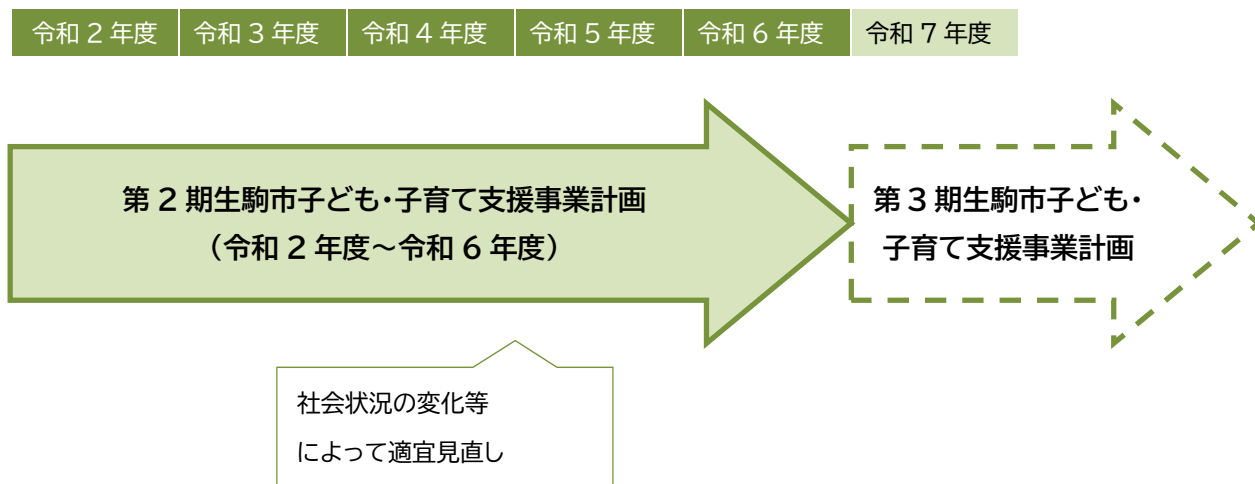 令和２年度 令和３年度 令和４年度 令和５年度 令和６年度 令和７年度
第２期生駒市子ども・子育て支援事業計画
（令和２年度～令和６年度）
第３期生駒市子ども・
子育て支援事業計画
社会状況の変化等
によって適宜見直し